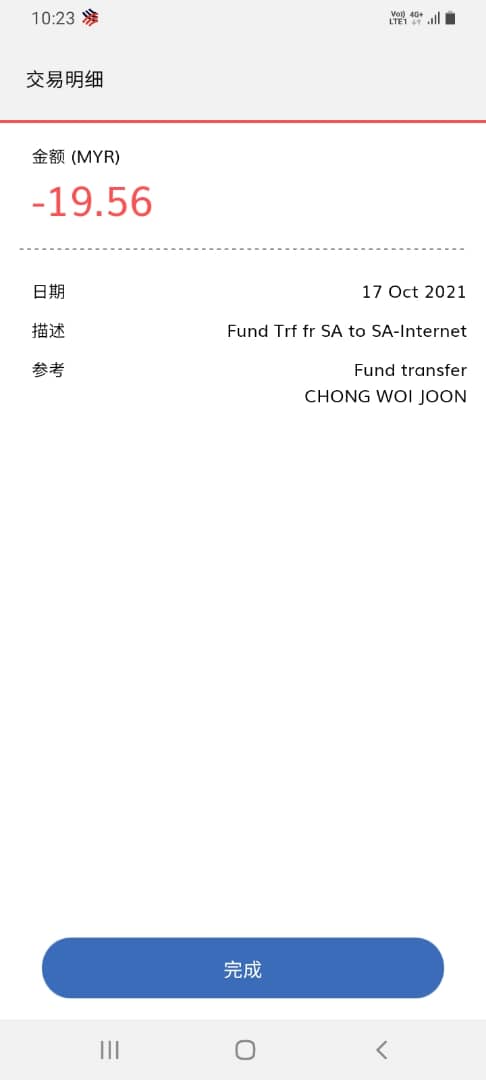 10:23
Vo)) 4G+
LTE1
交易明细
金额 (MYR)
-19.56
日期 17 Oct 2021
描述 Fund Trf fr SA to SA-Internet
参考 Fund transfer
CHONG WOI JOON
完成